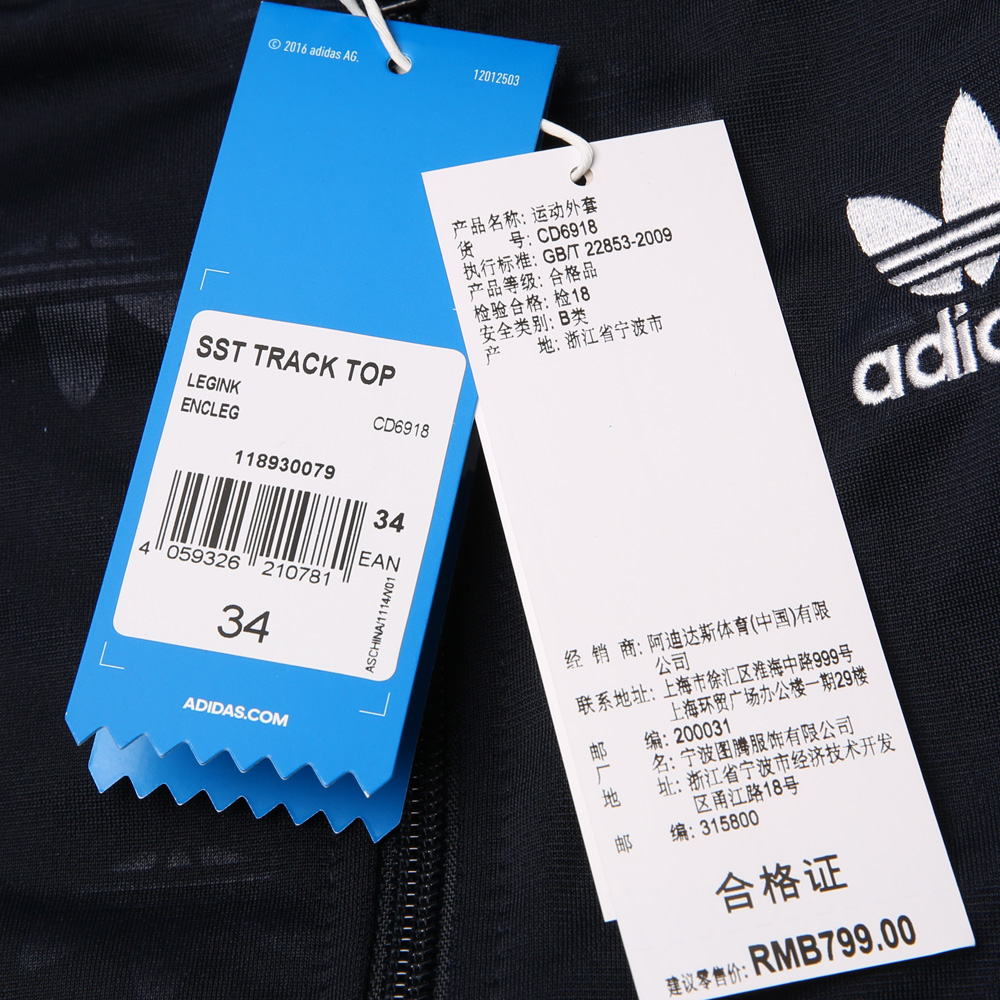 © 2016 adidas AG.
12012503
SST TRACK TOP
LEGINK
ENCLEG
CD6918
118930079
34
4 059326 210781 EAN
34
ASCHINA/1114/V01
ADIDAS.COM
产品名称: 运动外套
货 号: CD6918
执行标准: GB/T 22853-2009
产品等级: 合格品
检验合格: 检18
安全类别: B类
产 地: 浙江省宁波市
经 销 商: 阿迪达斯体育(中国)有限
公司
联系地址: 上海市徐汇区淮海中路999号
上海环贸广场办公楼一期29楼
邮 编: 200031
厂 名: 宁波图腾服饰有限公司
地 址: 浙江省宁波市经济技术开发
区甬江路18号
邮 编: 315800
合格证
建议零售价: RMB799.00
adidas